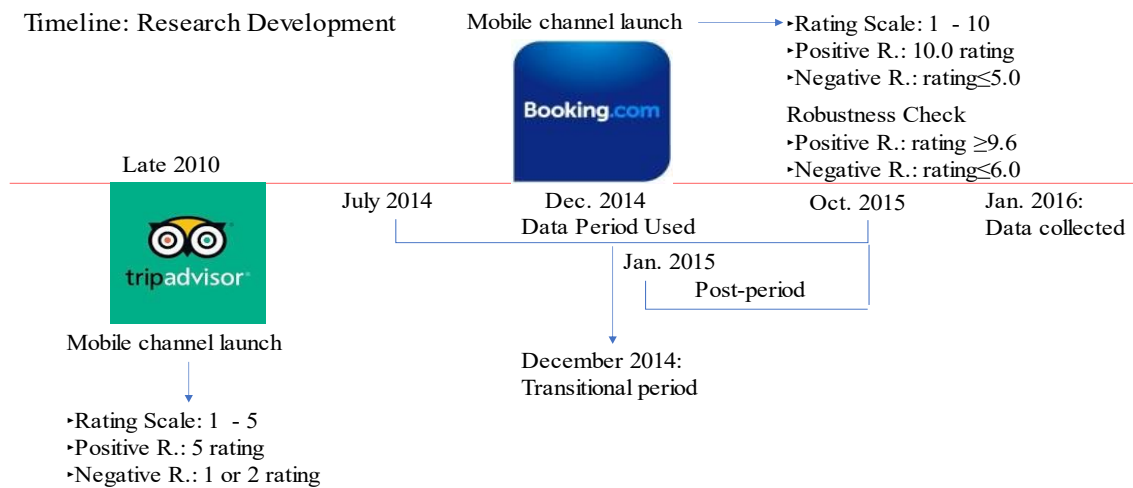 Timeline: Research Development
Mobile channel launch
‣Rating Scale: 1 - 10
‣Positive R.: 10.0 rating
‣Negative R.: rating≤5.0
Robustness Check
‣Positive R.: rating ≥9.6
‣Negative R.: rating≤6.0
Booking.com
Late 2010
July 2014
Dec. 2014
Oct. 2015
Jan. 2016:
Data collected
Data Period Used
tripadvisor®
Jan. 2015
Post-period
Mobile channel launch
December 2014:
Transitional period
‣Rating Scale: 1 - 5
‣Positive R.: 5 rating
‣Negative R.: 1 or 2 rating